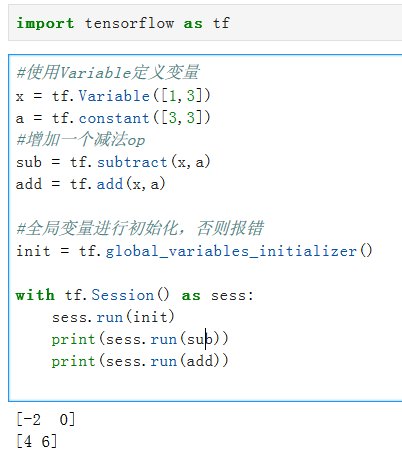 import tensorflow as tf
#使用Variable定义变量
x = tf.Variable([1,3])
a = tf.constant([3,3])
#增加一个减法op
sub = tf.subtract(x,a)
add = tf.add(x,a)
#全局变量进行初始化，否则报错
init = tf.global_variables_initializer()
with tf.Session() as sess:
    sess.run(init)
    print(sess.run(sub))
    print(sess.run(add))
[-2  0]
[4 6]